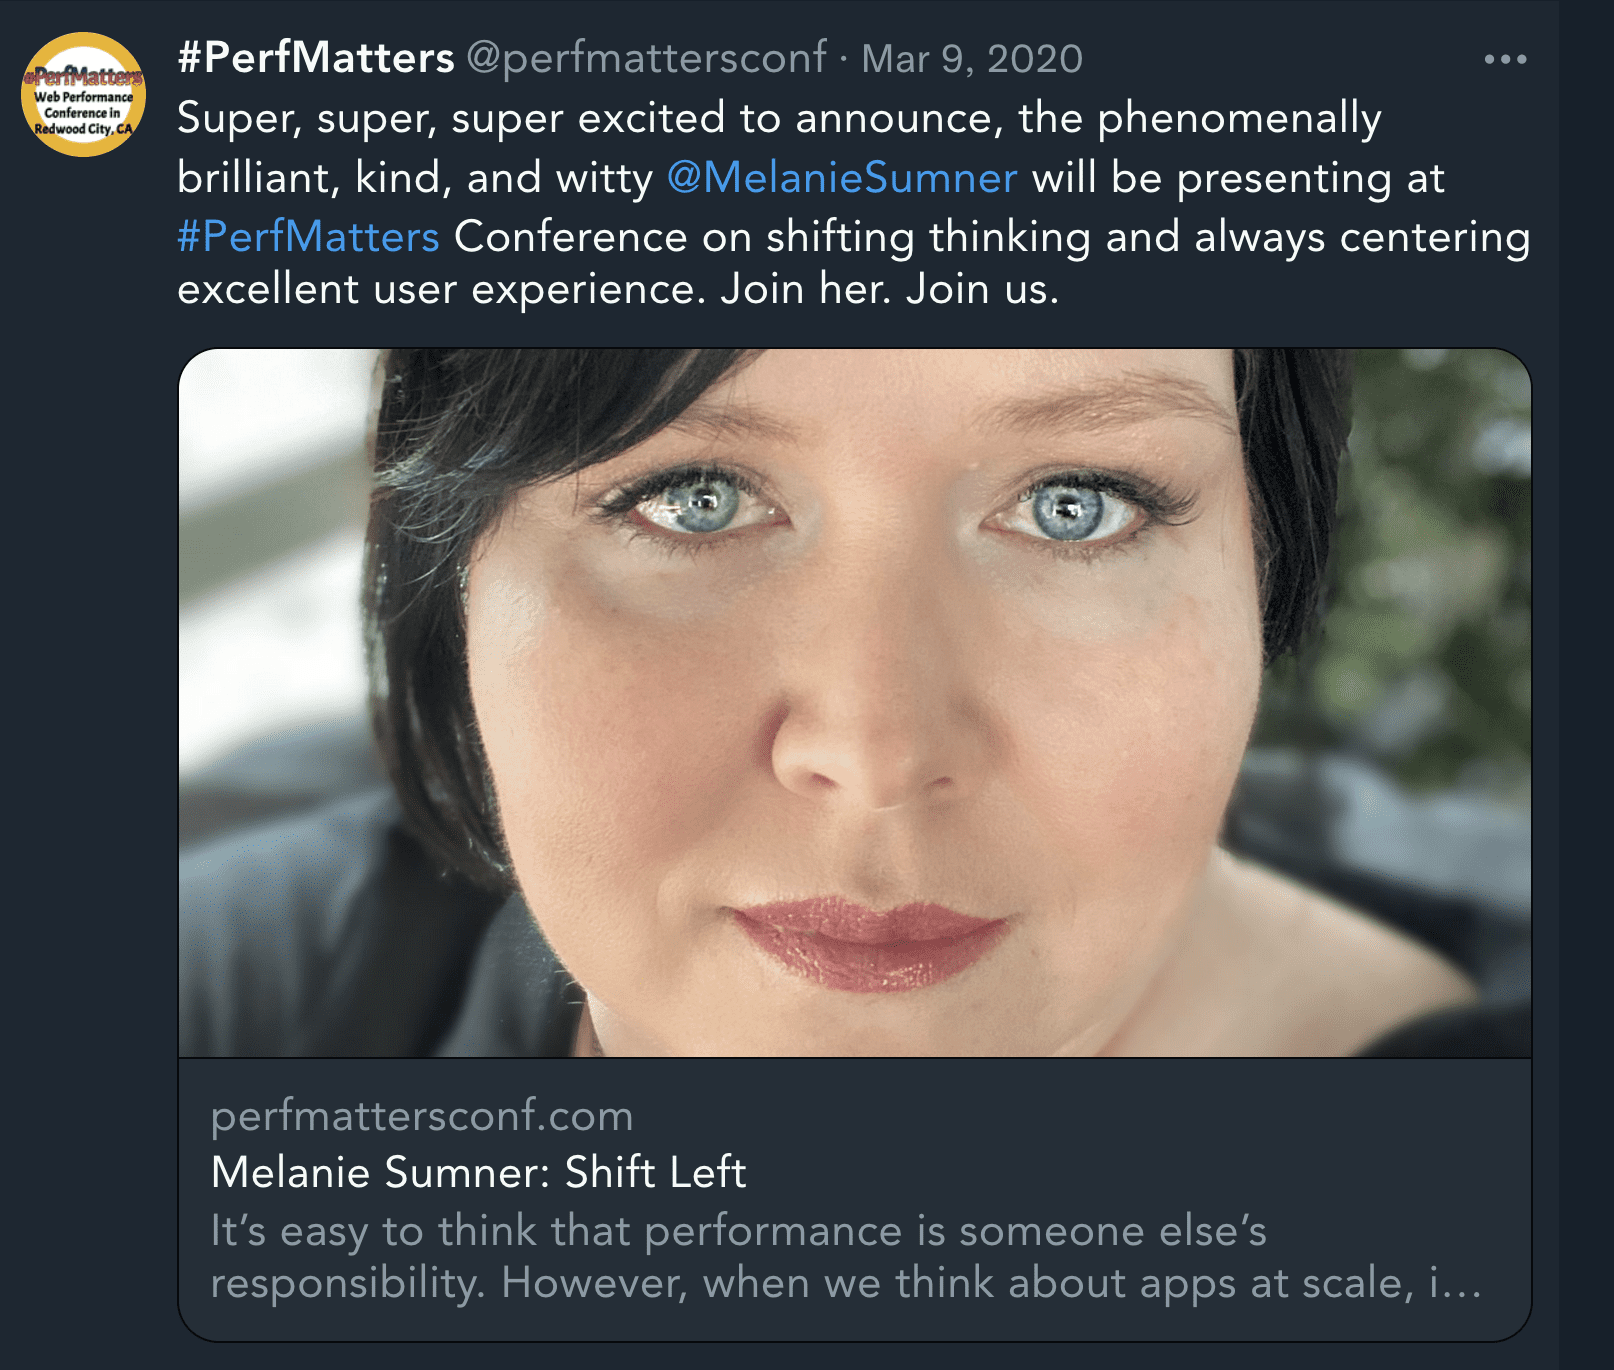 #PerfMatters @perfmattersconf · Mar 9, 2020
#PerfMatters
Web Performance
Conference in
Redwood City, CA
Super, super, super excited to announce, the phenomenally
brilliant, kind, and witty @MelanieSumner will be presenting at
#PerfMatters Conference on shifting thinking and always centering
excellent user experience. Join her. Join us.
perfmattersconf.com
Melanie Sumner: Shift Left
It’s easy to think that performance is someone else’s
responsibility. However, when we think about apps at scale, i...